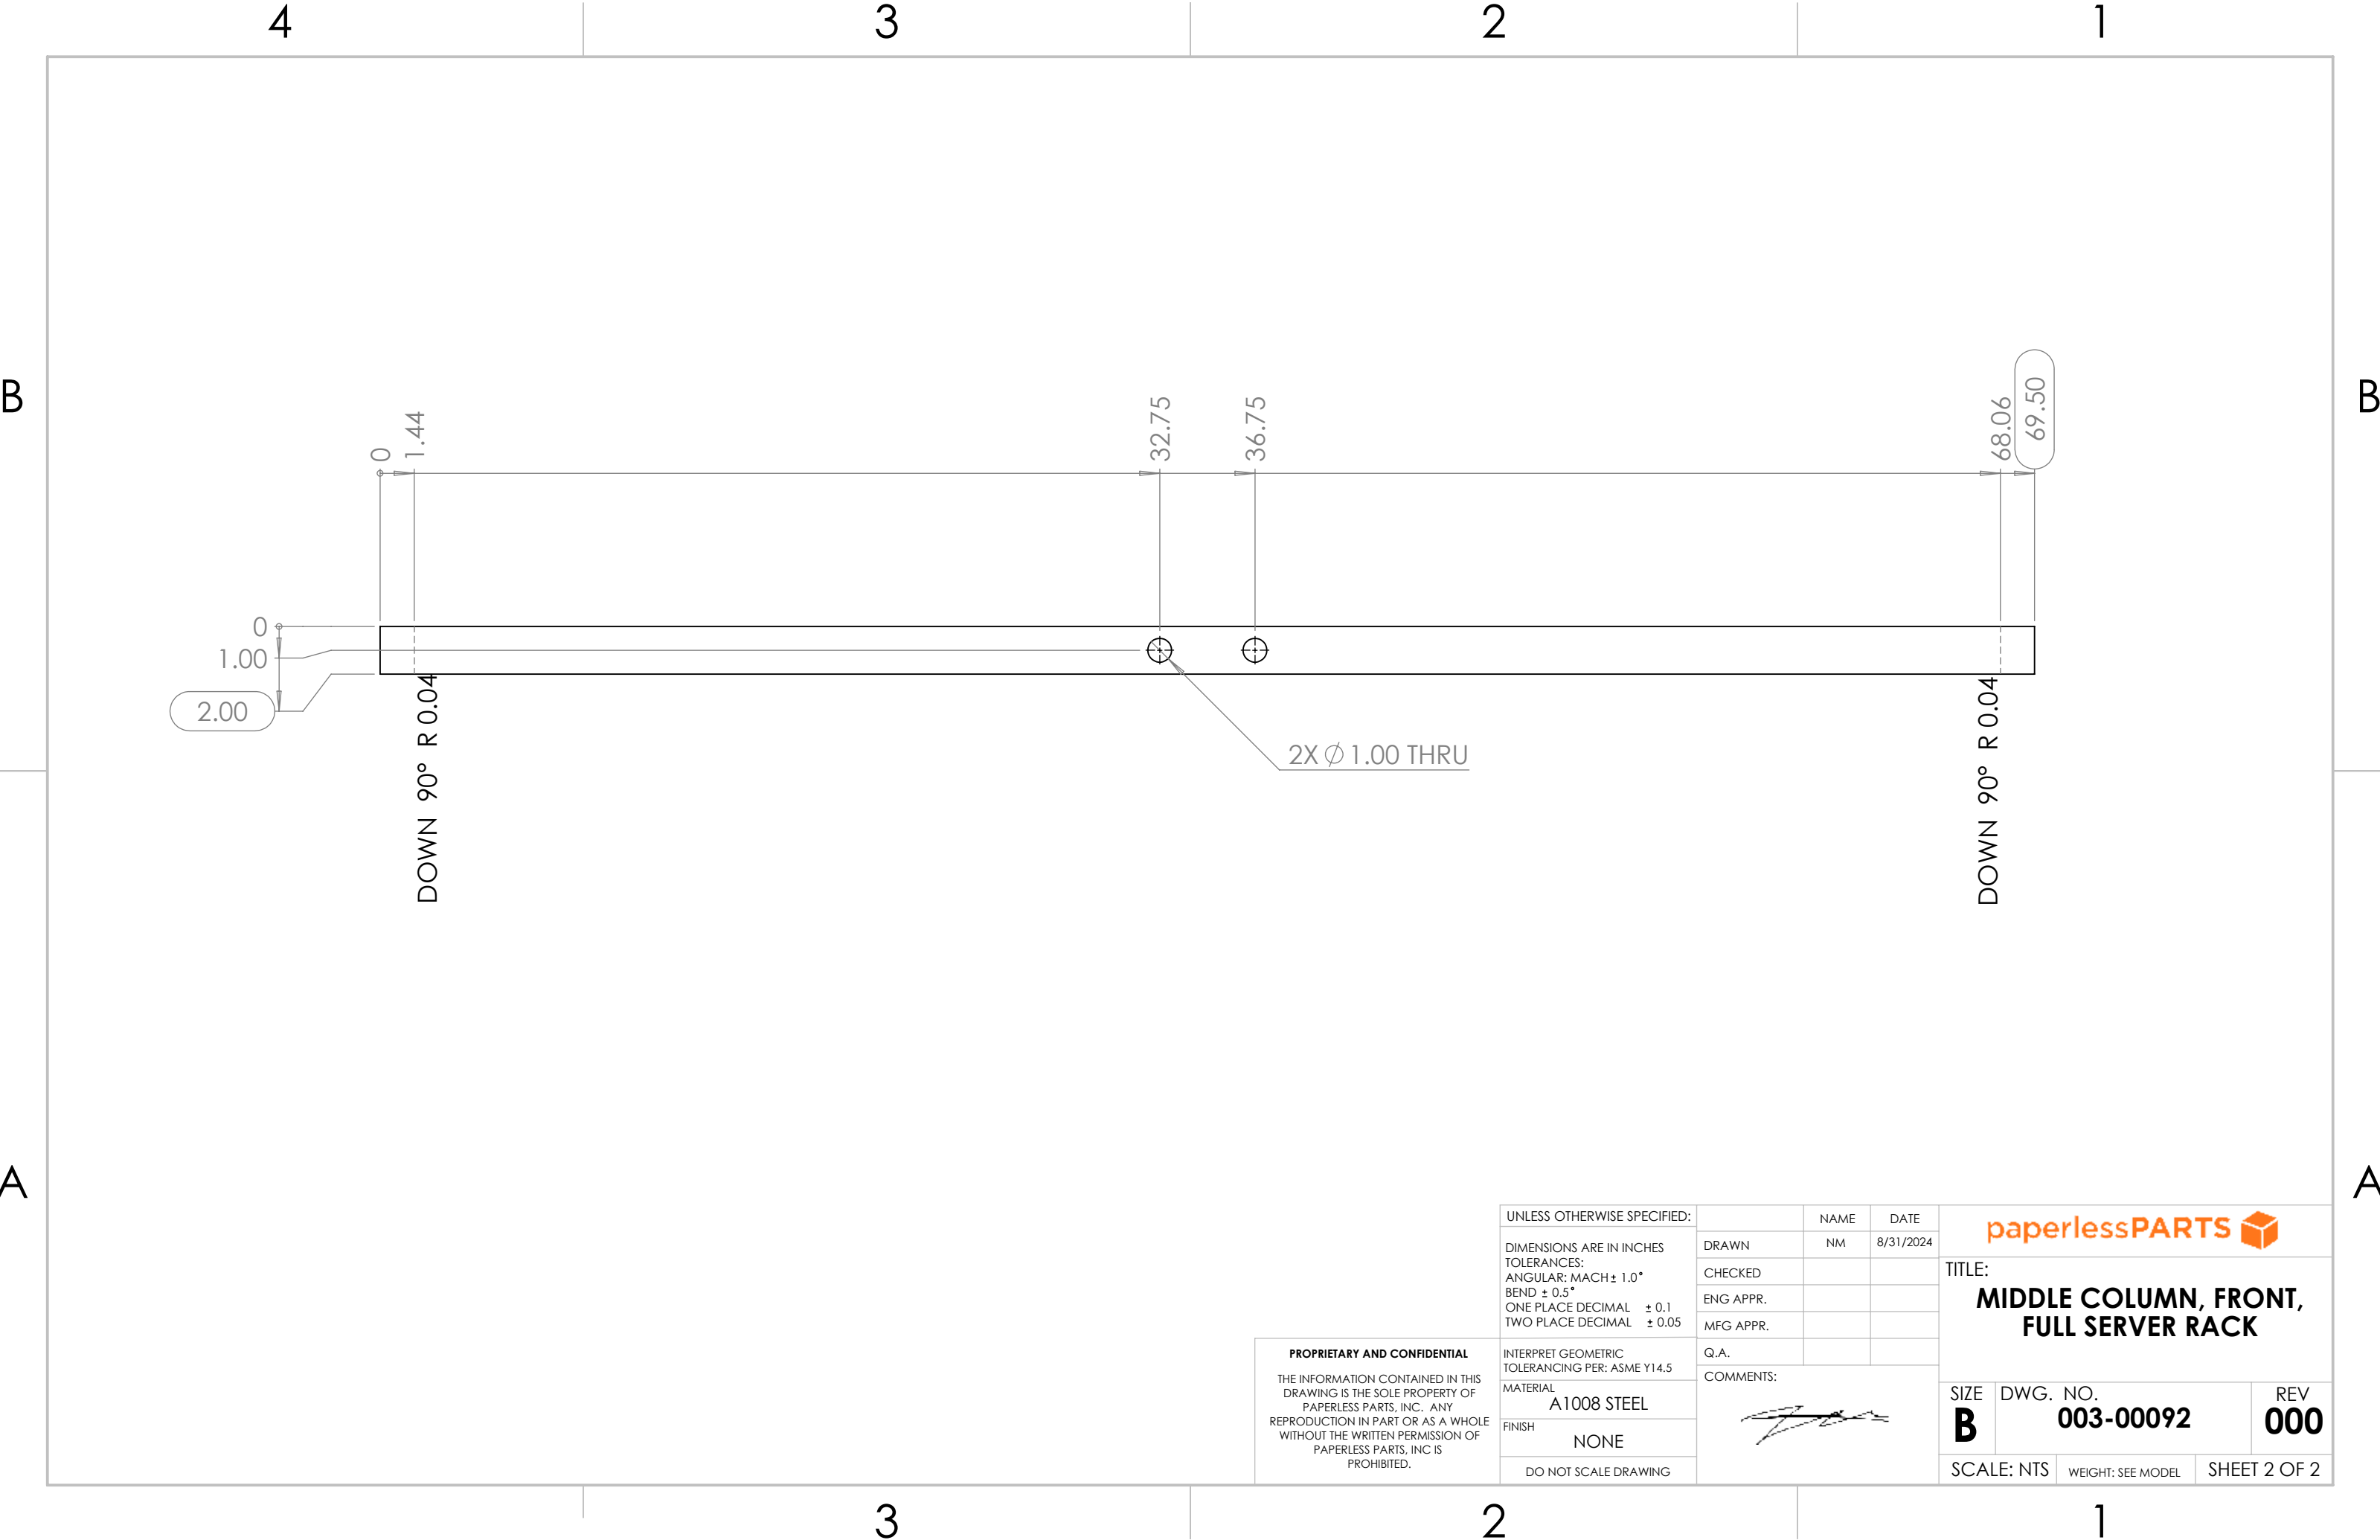 4 3 2 1
B B
0
1.44
32.75
36.75
68.06
69.50
0
1.00
2.00
DOWN 90° R 0.04
DOWN 90° R 0.04
2X ∅ 1.00 THRU
A A
UNLESS OTHERWISE SPECIFIED:
DIMENSIONS ARE IN INCHES
TOLERANCES:
ANGULAR: MACH ± 1.0°
BEND ± 0.5°
ONE PLACE DECIMAL ± 0.1
TWO PLACE DECIMAL ± 0.05
INTERPRET GEOMETRIC
TOLERANCING PER: ASME Y14.5
MATERIAL
A1008 STEEL
FINISH
NONE
DO NOT SCALE DRAWING
PROPRIETARY AND CONFIDENTIAL
THE INFORMATION CONTAINED IN THIS
DRAWING IS THE SOLE PROPERTY OF
PAPERLESS PARTS, INC. ANY
REPRODUCTION IN PART OR AS A WHOLE
WITHOUT THE WRITTEN PERMISSION OF
PAPERLESS PARTS, INC IS
PROHIBITED.
NAME DATE
DRAWN NM 8/31/2024
CHECKED
ENG APPR.
MFG APPR.
Q.A.
COMMENTS:
paperlessPARTS
TITLE:
MIDDLE COLUMN, FRONT,
FULL SERVER RACK
SIZE DWG. NO. REV
B 003-00092 000
SCALE: NTS WEIGHT: SEE MODEL SHEET 2 OF 2
3 2 1